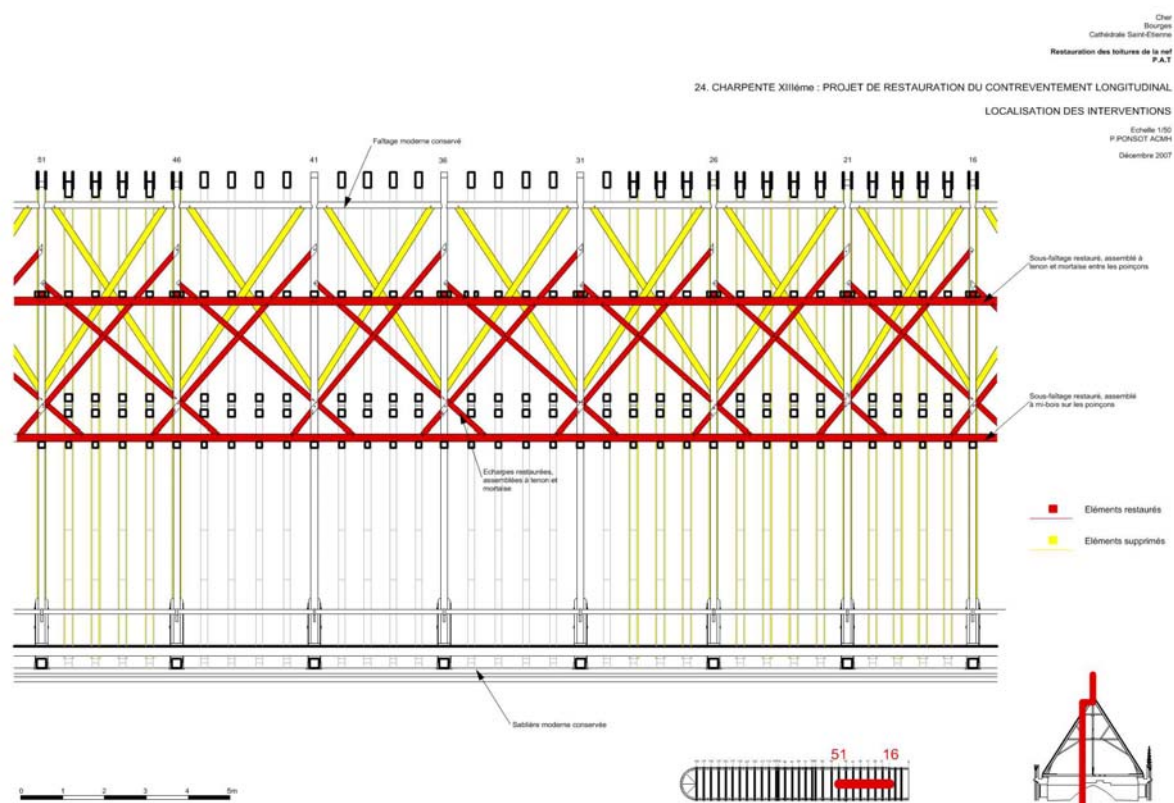 Cher
Bourges
Cathédrale Saint-Etienne
Restauration des toitures de la nef
P.A.T
24. CHARPENTE XIIIéme : PROJET DE RESTAURATION DU CONTREVENTEMENT LONGITUDINAL
LOCALISATION DES INTERVENTIONS
Echelle 1/50
P.PONSOT ACMH
Décembre 2007
Faîtage moderne conservé
51 46 41 36 31 26 21 16
Sous-faîtage restauré, assemblé à
tenon et mortaise entre les poinçons
Sous-faîtage restauré, assemblé
à mi-bois sur les poinçons
Echarpes restaurées,
assemblées à tenon et
mortaise
Eléments restaurés
Eléments supprimés
Sablière moderne conservée
51 16
0 1 2 3 4 5m